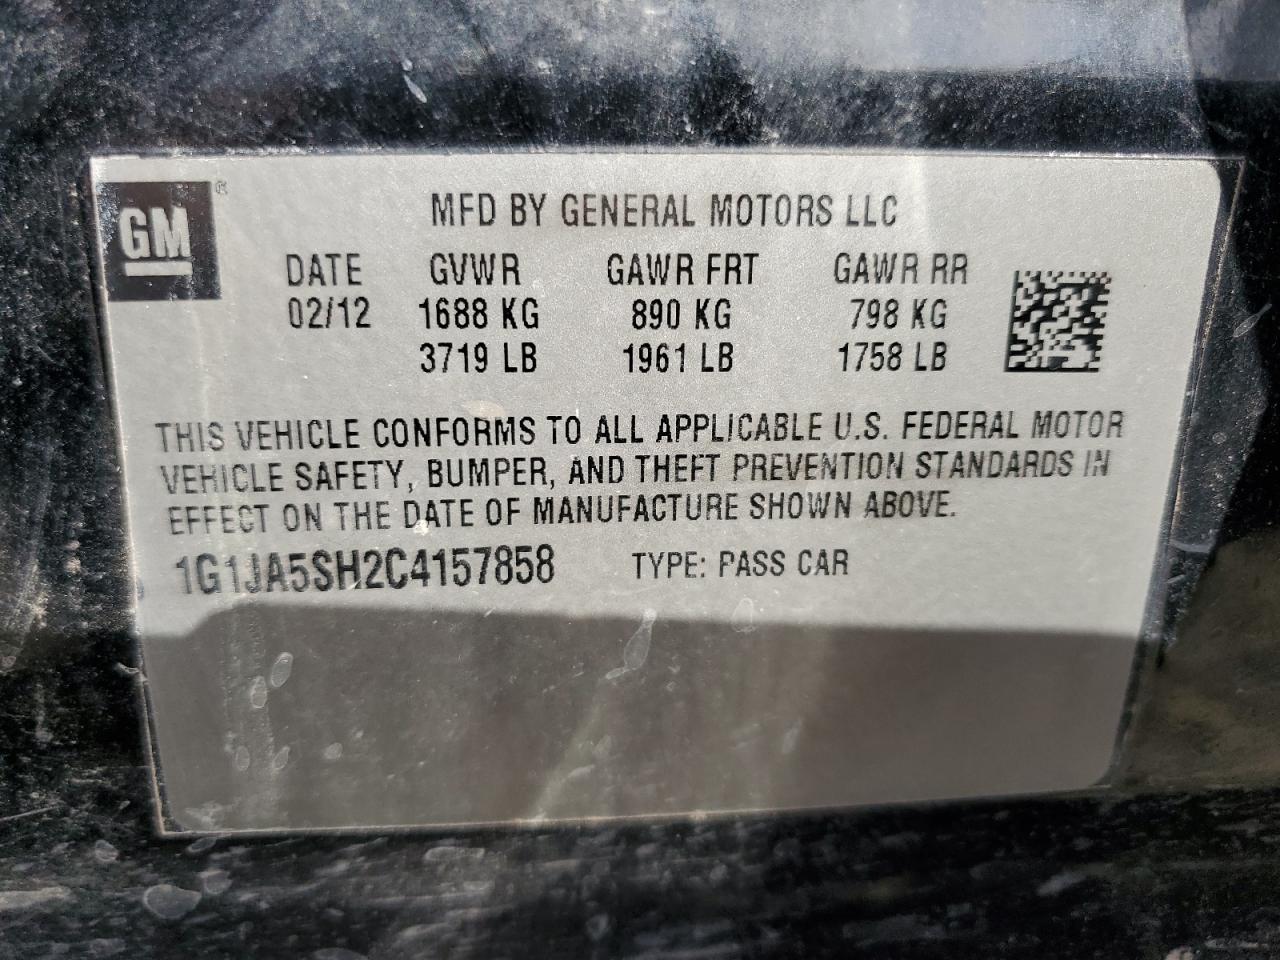 GM®
MFD BY GENERAL MOTORS LLC
DATE GVWR GAWR FRT GAWR RR
02/12 1688 KG 890 KG 798 KG
3719 LB 1961 LB 1758 LB
THIS VEHICLE CONFORMS TO ALL APPLICABLE U.S. FEDERAL MOTOR
VEHICLE SAFETY, BUMPER, AND THEFT PREVENTION STANDARDS IN
EFFECT ON THE DATE OF MANUFACTURE SHOWN ABOVE.
1G1JA5SH2C4157858 TYPE: PASS CAR